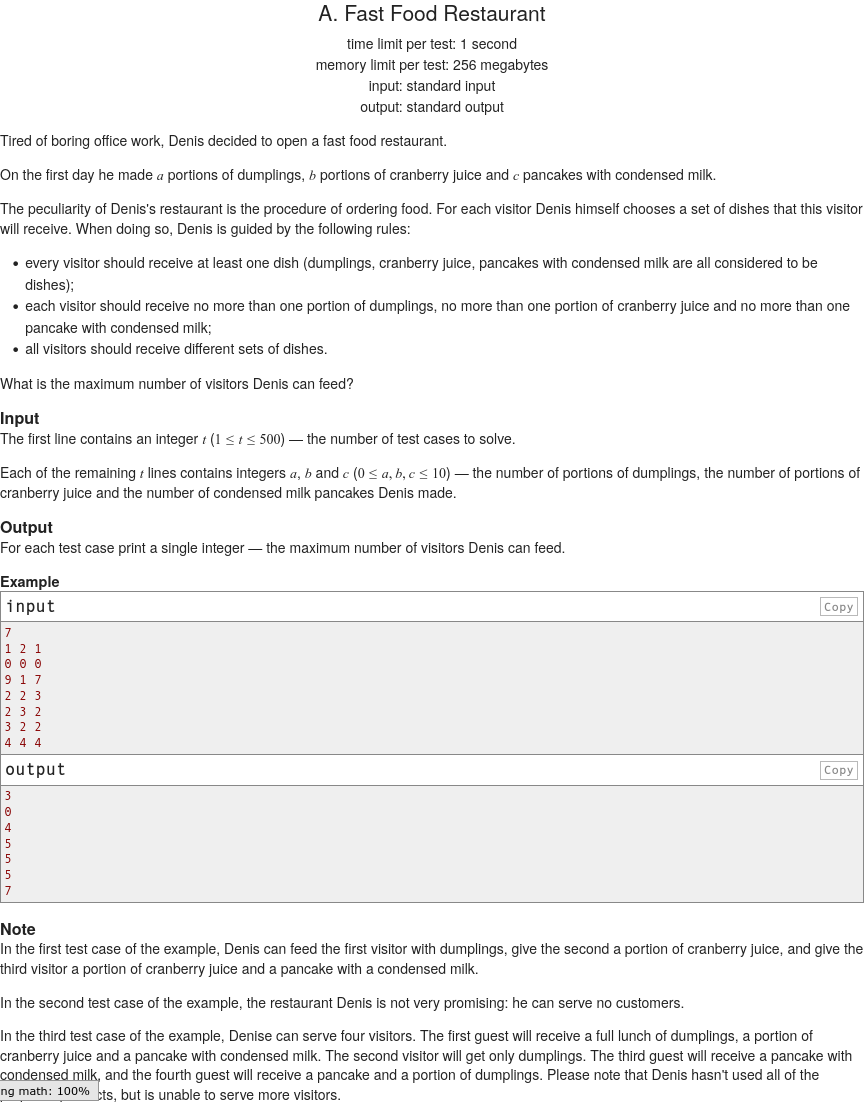 A. Fast Food Restaurant
time limit per test: 1 second
memory limit per test: 256 megabytes
input: standard input
output: standard output
Tired of boring office work, Denis decided to open a fast food restaurant.
On the first day he made a portions of dumplings, b portions of cranberry juice and c pancakes with condensed milk.
The peculiarity of Denis's restaurant is the procedure of ordering food. For each visitor Denis himself chooses a set of dishes that this visitor
will receive. When doing so, Denis is guided by the following rules:
• every visitor should receive at least one dish (dumplings, cranberry juice, pancakes with condensed milk are all considered to be
dishes);
• each visitor should receive no more than one portion of dumplings, no more than one portion of cranberry juice and no more than one
pancake with condensed milk;
• all visitors should receive different sets of dishes.
What is the maximum number of visitors Denis can feed?
Input
The first line contains an integer t (1 ≤ t ≤ 500) — the number of test cases to solve.
Each of the remaining t lines contains integers a, b and c (0 ≤ a, b, c ≤ 10) — the number of portions of dumplings, the number of portions of
cranberry juice and the number of condensed milk pancakes Denis made.
Output
For each test case print a single integer — the maximum number of visitors Denis can feed.
Example
input Copy
7
1 2 1
0 0 0
9 1 7
2 2 3
2 3 2
3 2 2
4 4 4
output Copy
3
0
4
5
5
5
7
Note
In the first test case of the example, Denis can feed the first visitor with dumplings, give the second a portion of cranberry juice, and give the
third visitor a portion of cranberry juice and a pancake with a condensed milk.
In the second test case of the example, the restaurant Denis is not very promising: he can serve no customers.
In the third test case of the example, Denise can serve four visitors. The first guest will receive a full lunch of dumplings, a portion of
cranberry juice and a pancake with condensed milk. The second visitor will get only dumplings. The third guest will receive a pancake with
condensed milk, and the fourth guest will receive a pancake and a portion of dumplings. Please note that Denis hasn't used all of the
ng math: 100% cts, but is unable to serve more visitors.